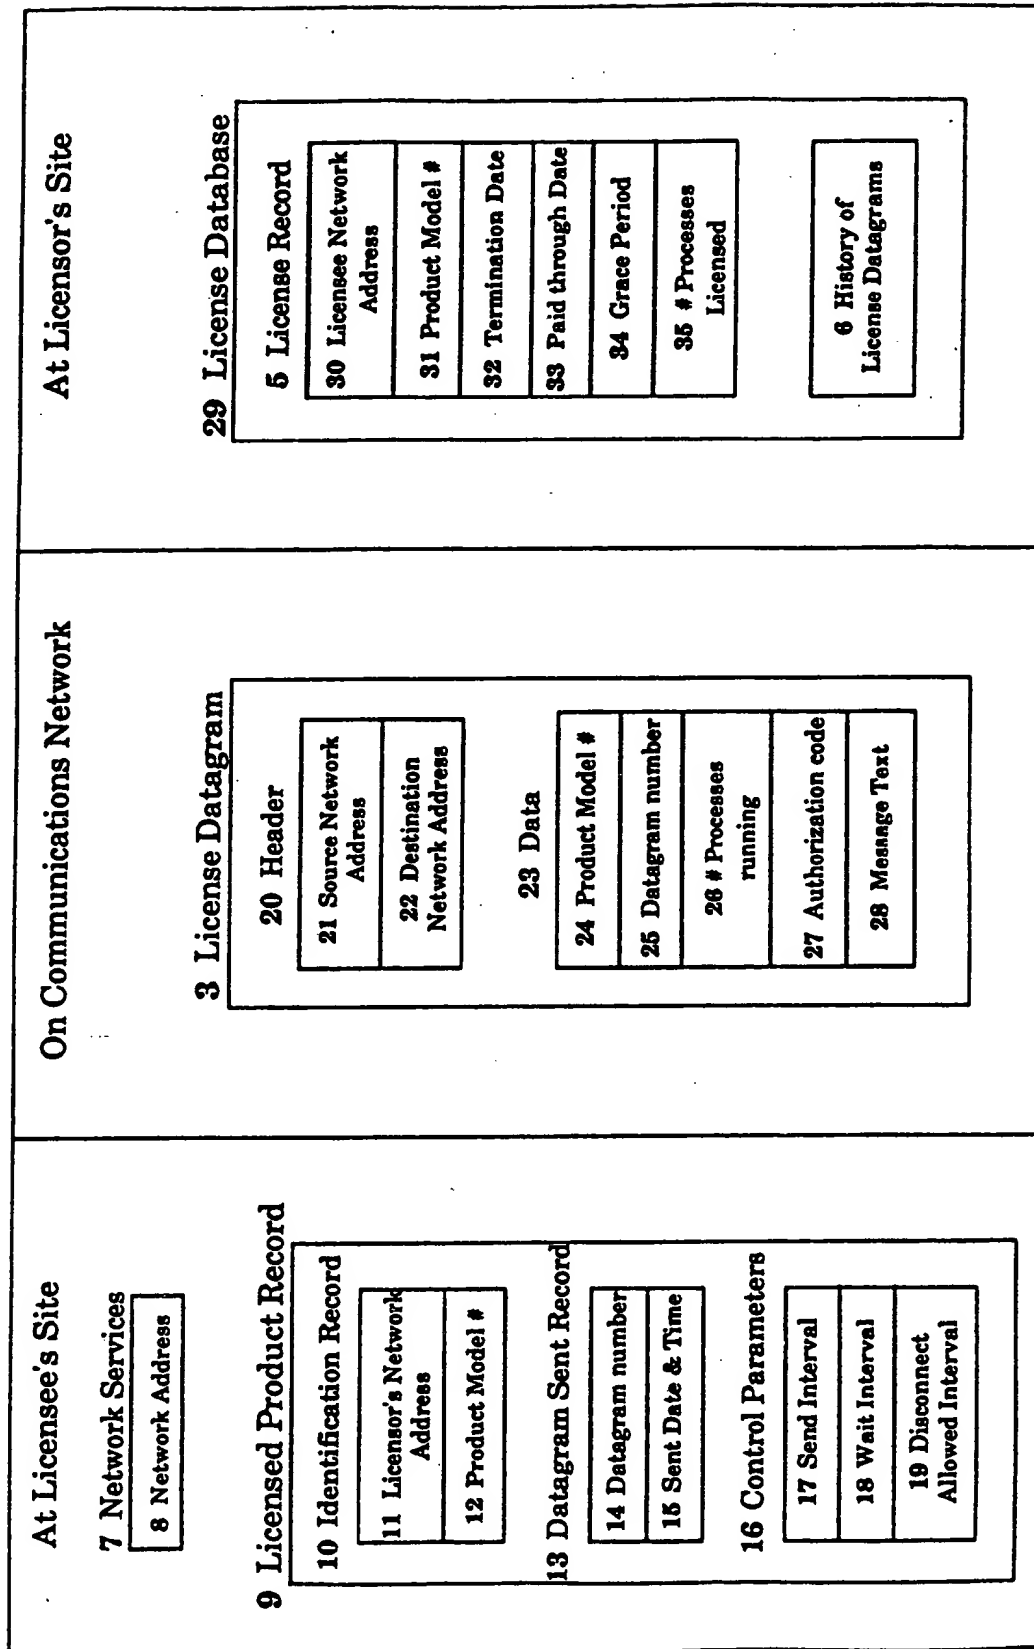 At Licensee's Site
7 Network Services
8 Network Address
9 Licensed Product Record
10 Identification Record
11 Licensor's Network
Address
12 Product Model #
13 Datagram Sent Record
14 Datagram number
15 Sent Date & Time
16 Control Parameters
17 Send Interval
18 Wait Interval
19 Disconnect
Allowed Interval
On Communications Network
3 License Datagram
20 Header
21 Source Network
Address
22 Destination
Network Address
23 Data
24 Product Model #
25 Datagram number
26 # Processes
running
27 Authorization code
28 Message Text
At Licensor's Site
29 License Database
5 License Record
30 Licensee Network
Address
31 Product Model #
32 Termination Date
33 Paid through Date
34 Grace Period
35 # Processes
Licensed
6 History of
License Datagrams